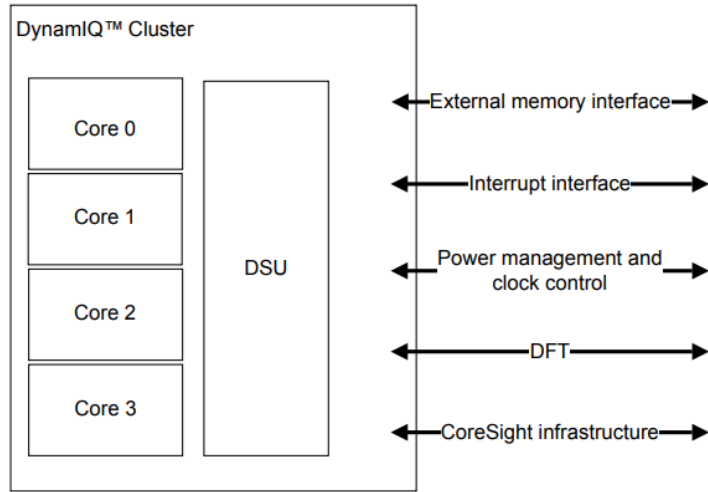 DynamIQ™ Cluster
Core 0
Core 1
Core 2
Core 3
DSU
External memory interface
Interrupt interface
Power management and
clock control
DFT
CoreSight infrastructure